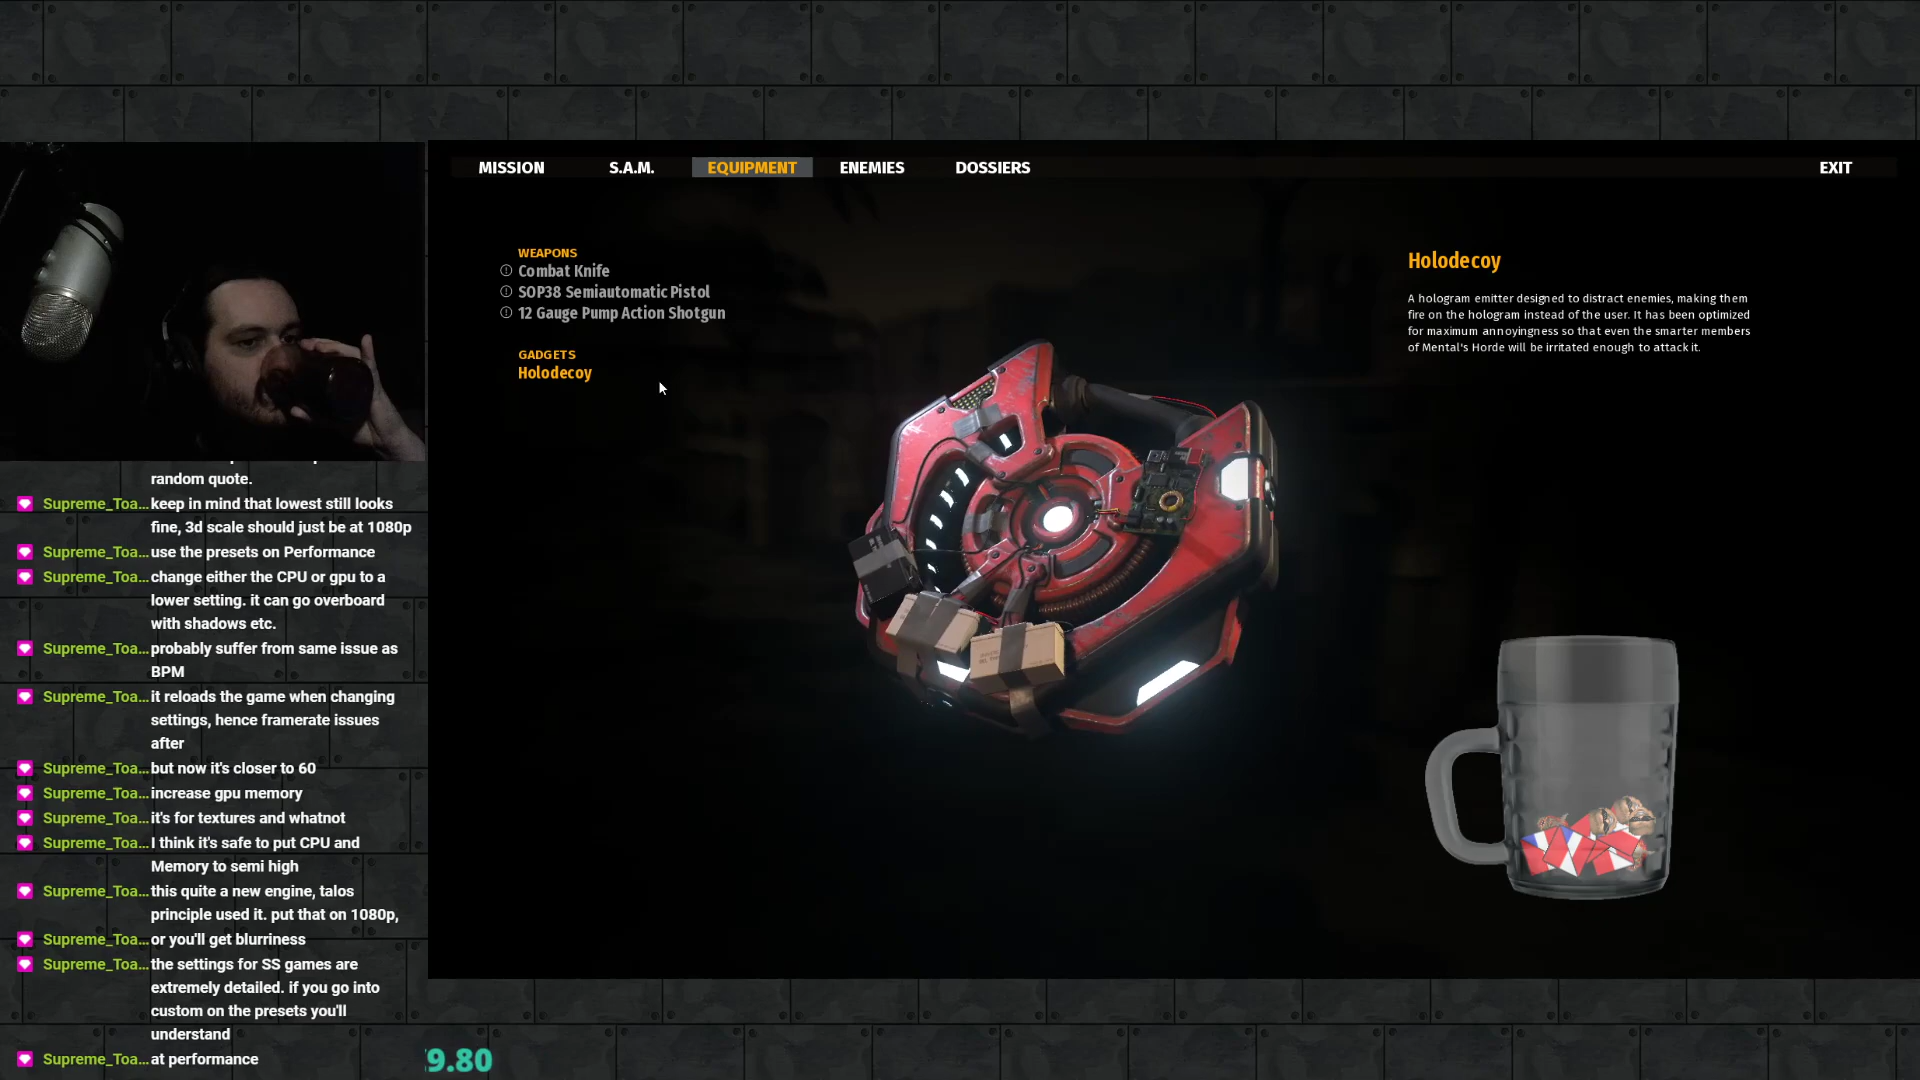 MISSION
S.A.M.
EQUIPMENT
ENEMIES
DOSSIERS
EXIT
WEAPONS
Combat Knife
SOP38 Semiautomatic Pistol
12 Gauge Pump Action Shotgun
GADGETS
Holodecoy
Holodecoy
A hologram emitter designed to distract enemies, making them
fire on the hologram instead of the user. It has been optimized
for maximum annoyingness so that even the smarter members
of Mental's Horde will be irritated enough to attack it.
random quote.
Supreme_Toa... keep in mind that lowest still looks
fine, 3d scale should just be at 1080p
Supreme_Toa... use the presets on Performance
Supreme_Toa... change either the CPU or gpu to a
lower setting. it can go overboard
with shadows etc.
Supreme_Toa... probably suffer from same issue as
BPM
Supreme_Toa... it reloads the game when changing
settings, hence framerate issues
after
Supreme_Toa... but now it's closer to 60
Supreme_Toa... increase gpu memory
Supreme_Toa... it's for textures and whatnot
Supreme_Toa... I think it's safe to put CPU and
Memory to semi high
Supreme_Toa... this quite a new engine, talos
principle used it. put that on 1080p,
Supreme_Toa... or you'll get blurriness
Supreme_Toa... the settings for SS games are
extremely detailed. if you go into
custom on the presets you'll
understand
Supreme_Toa... at performance
9.80